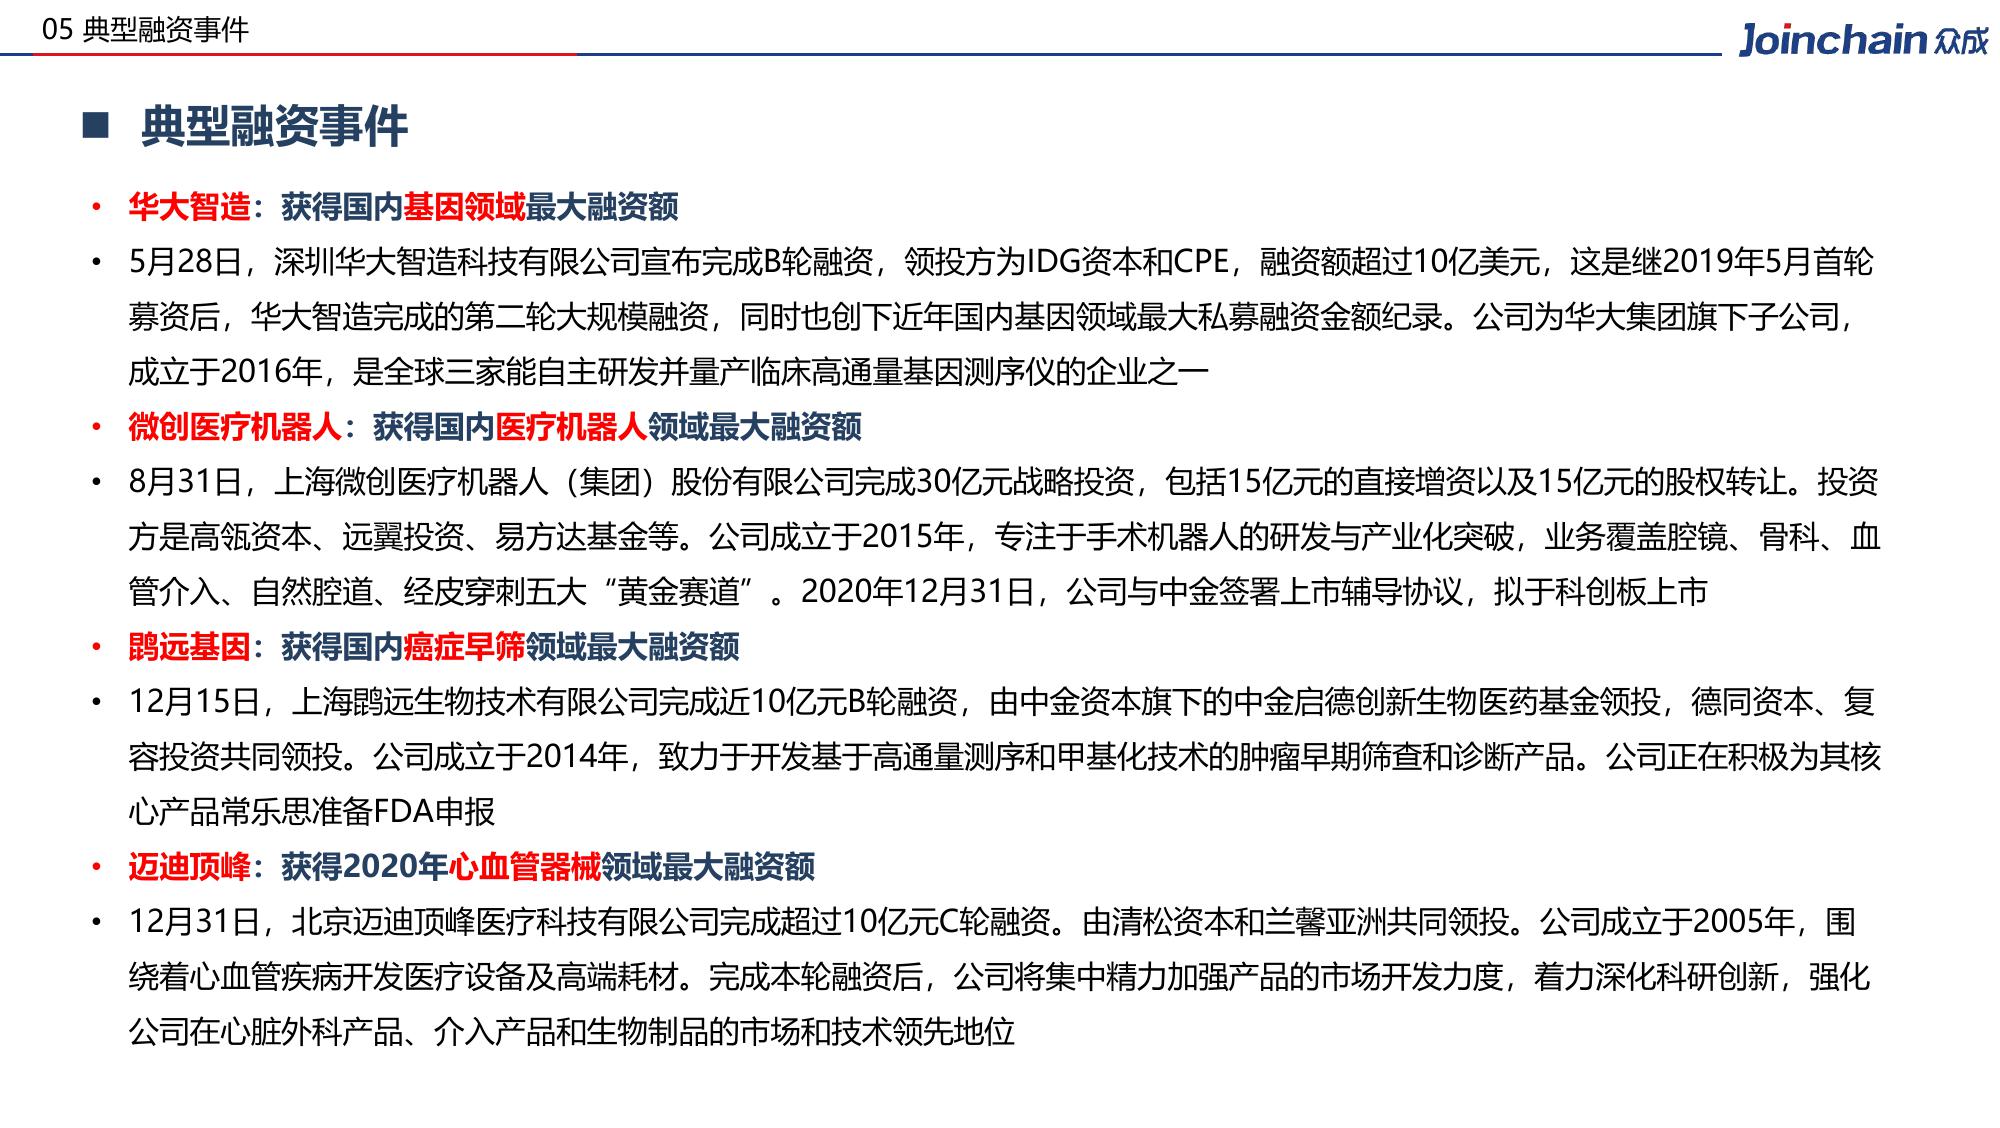 05 典型融资事件
Joinchain 众成
■ 典型融资事件
• 华大智造：获得国内基因领域最大融资额
• 5月28日，深圳华大智造科技有限公司宣布完成B轮融资，领投方为IDG资本和CPE，融资额超过10亿美元，这是继2019年5月首轮
募资后，华大智造完成的第二轮大规模融资，同时也创下近年国内基因领域最大私募融资金额纪录。公司为华大集团旗下子公司，
成立于2016年，是全球三家能自主研发并量产临床高通量基因测序仪的企业之一
• 微创医疗机器人：获得国内医疗机器人领域最大融资额
• 8月31日，上海微创医疗机器人（集团）股份有限公司完成30亿元战略投资，包括15亿元的直接增资以及15亿元的股权转让。投资
方是高瓴资本、远翼投资、易方达基金等。公司成立于2015年，专注于手术机器人的研发与产业化突破，业务覆盖腔镜、骨科、血
管介入、自然腔道、经皮穿刺五大“黄金赛道”。2020年12月31日，公司与中金签署上市辅导协议，拟于科创板上市
• 鹍远基因：获得国内癌症早筛领域最大融资额
• 12月15日，上海鹍远生物技术有限公司完成近10亿元B轮融资，由中金资本旗下的中金启德创新生物医药基金领投，德同资本、复
容投资共同领投。公司成立于2014年，致力于开发基于高通量测序和甲基化技术的肿瘤早期筛查和诊断产品。公司正在积极为其核
心产品常乐思准备FDA申报
• 迈迪顶峰：获得2020年心血管器械领域最大融资额
• 12月31日，北京迈迪顶峰医疗科技有限公司完成超过10亿元C轮融资。由清松资本和兰馨亚洲共同领投。公司成立于2005年，围
绕着心血管疾病开发医疗设备及高端耗材。完成本轮融资后，公司将集中精力加强产品的市场开发力度，着力深化科研创新，强化
公司在心脏外科产品、介入产品和生物制品的市场和技术领先地位